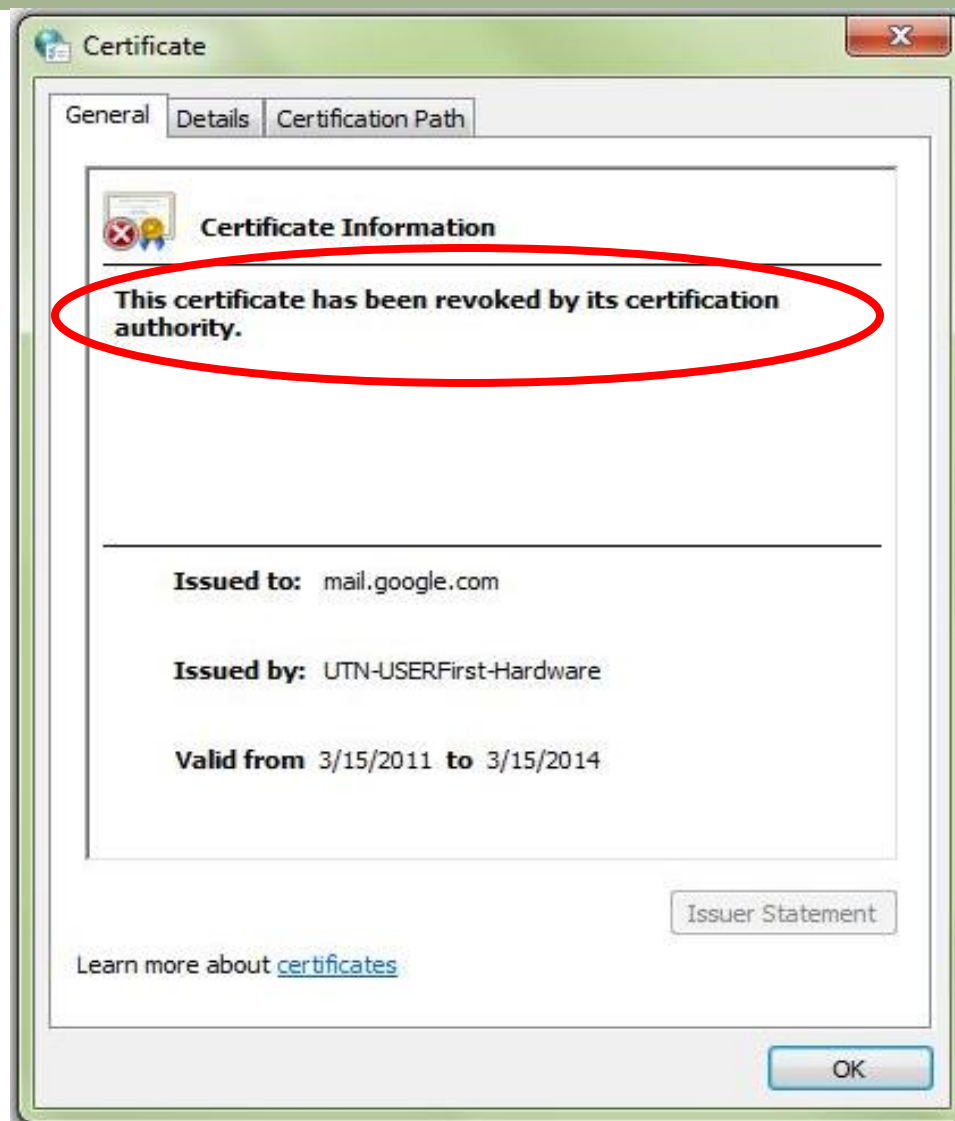 Certificate
General Details Certification Path
Certificate Information
This certificate has been revoked by its certification
authority.
Issued to: mail.google.com
Issued by: UTN-USERFirst-Hardware
Valid from 3/15/2011 to 3/15/2014
Issuer Statement
Learn more about certificates
OK